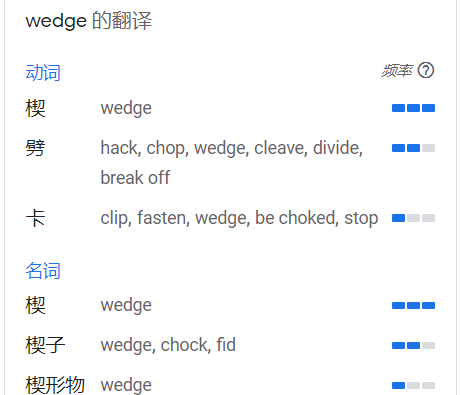 wedge 的翻译
动词 频率
楔 wedge
劈 hack, chop, wedge, cleave, divide,
break off
卡 clip, fasten, wedge, be choked, stop
名词
楔 wedge
楔子 wedge, chock, fid
楔形物 wedge